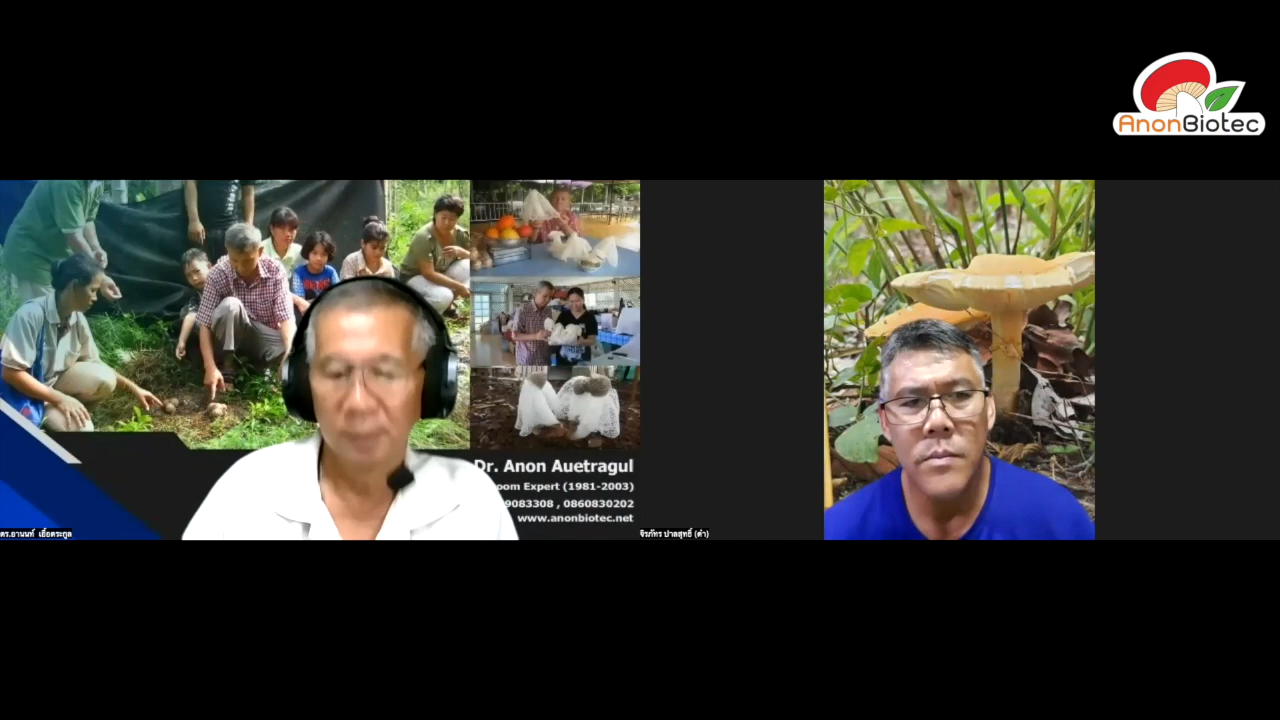 AnonBiotec
Dr. Anon Auetragul
Expert (1981-2003)
9083308 , 0860830202
www.anonbiotec.net
ดร.อานนท์ เอื้อตระกูล
จิรภัทร ปาลสุทธิ์ (ดำ)